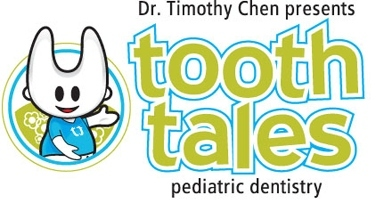 Dr. Timothy Chen presents
tooth
tales
pediatric dentistry